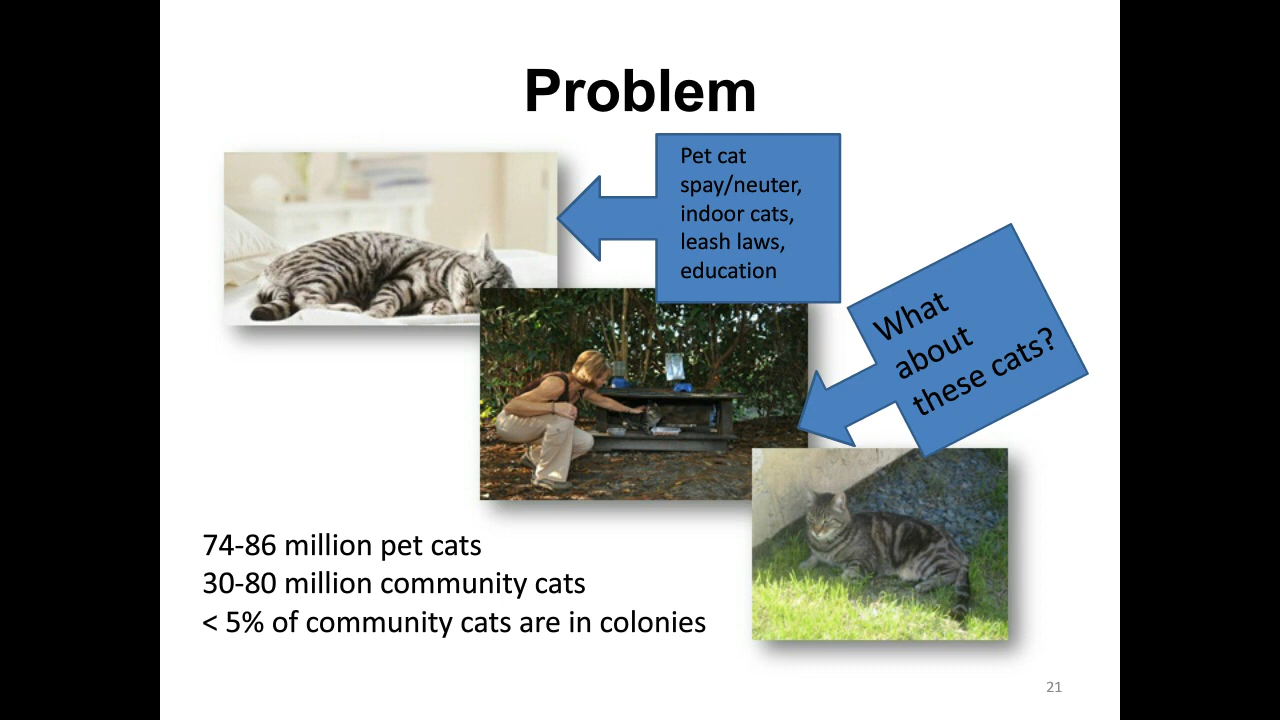 Problem
Pet cat
spay/neuter,
indoor cats,
leash laws,
education
What
about
these cats?
74-86 million pet cats
30-80 million community cats
< 5% of community cats are in colonies
21